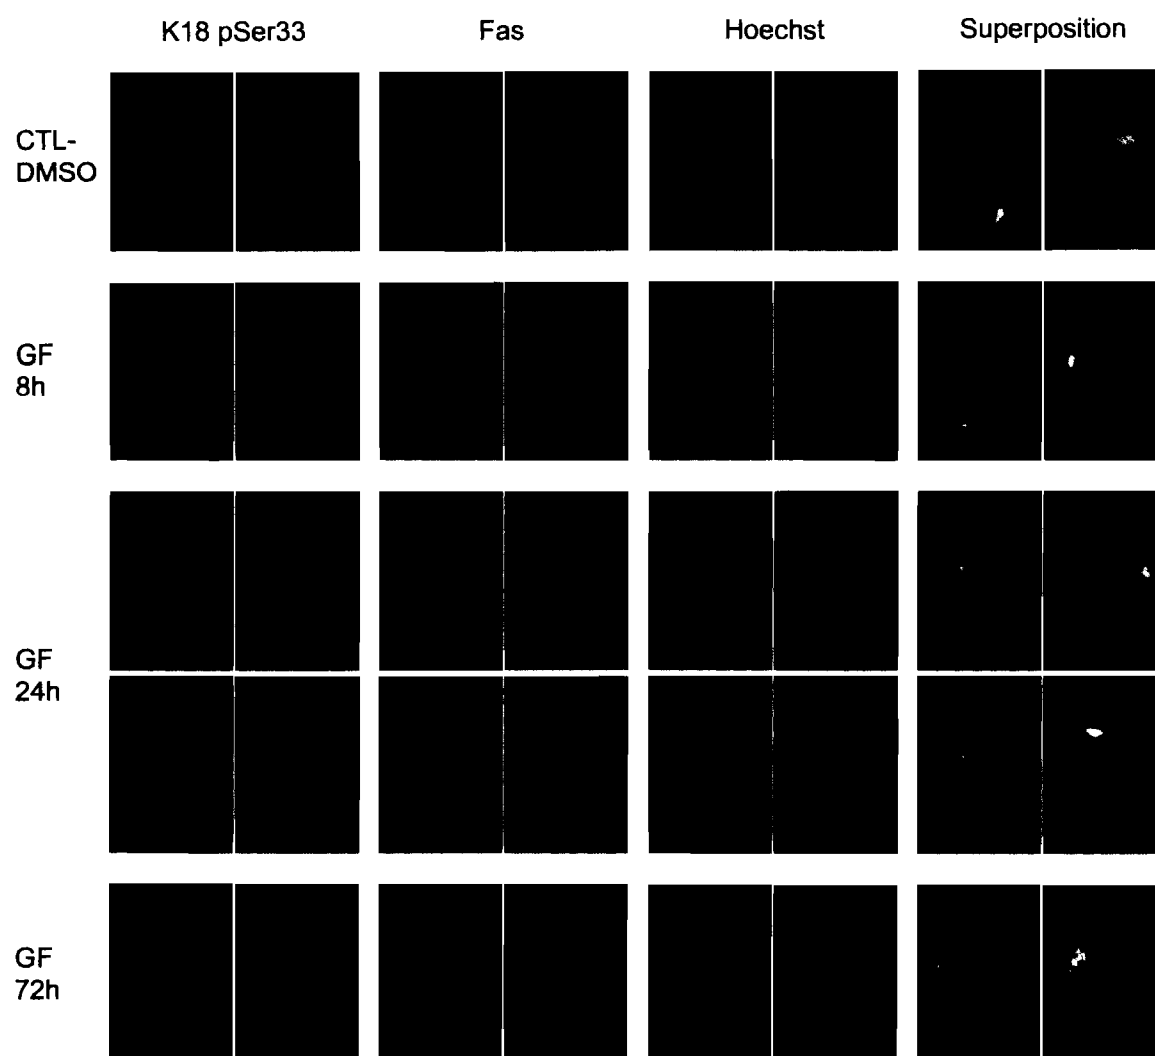 K18 pSer33 Fas Hoechst Superposition
CTL-
DMSO
GF
8h
GF
24h
GF
72h